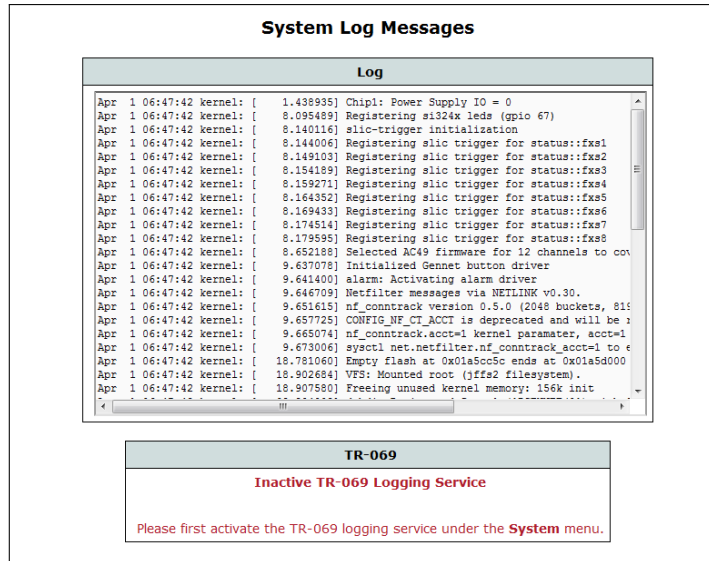 System Log Messages
Log
Apr  1 06:47:42 kernel: [    1.438935] Chip1: Power Supply IO = 0
Apr  1 06:47:42 kernel: [    8.095489] Registering si324x leds (gpio 67)
Apr  1 06:47:42 kernel: [    8.140116] slic-trigger initialization
Apr  1 06:47:42 kernel: [    8.144006] Registering slic trigger for status::fxs1
Apr  1 06:47:42 kernel: [    8.149103] Registering slic trigger for status::fxs2
Apr  1 06:47:42 kernel: [    8.154189] Registering slic trigger for status::fxs3
Apr  1 06:47:42 kernel: [    8.159271] Registering slic trigger for status::fxs4
Apr  1 06:47:42 kernel: [    8.164352] Registering slic trigger for status::fxs5
Apr  1 06:47:42 kernel: [    8.169433] Registering slic trigger for status::fxs6
Apr  1 06:47:42 kernel: [    8.174514] Registering slic trigger for status::fxs7
Apr  1 06:47:42 kernel: [    8.179595] Registering slic trigger for status::fxs8
Apr  1 06:47:42 kernel: [    8.652188] Selected AC49 firmware for 12 channels to cov
Apr  1 06:47:42 kernel: [    9.637078] Initialized Gennet button driver
Apr  1 06:47:42 kernel: [    9.641400] alarm: Activating alarm driver
Apr  1 06:47:42 kernel: [    9.646709] Netfilter messages via NETLINK v0.30.
Apr  1 06:47:42 kernel: [    9.651615] nf_conntrack version 0.5.0 (2048 buckets, 819
Apr  1 06:47:42 kernel: [    9.657725] CONFIG_NF_CT_ACCT is deprecated and will be
Apr  1 06:47:42 kernel: [    9.665074] nf_conntrack.acct=1 kernel paramater, acct=1
Apr  1 06:47:42 kernel: [    9.673006] sysctl net.netfilter.nf_conntrack_acct=1 to e
Apr  1 06:47:42 kernel: [   18.781060] Empty flash at 0x01a5cc5c ends at 0x01a5d000
Apr  1 06:47:42 kernel: [   18.902684] VFS: Mounted root (jffs2 filesystem).
Apr  1 06:47:42 kernel: [   18.907580] Freeing unused kernel memory: 156k init
TR-069
Inactive TR-069 Logging Service
Please first activate the TR-069 logging service under the System menu.